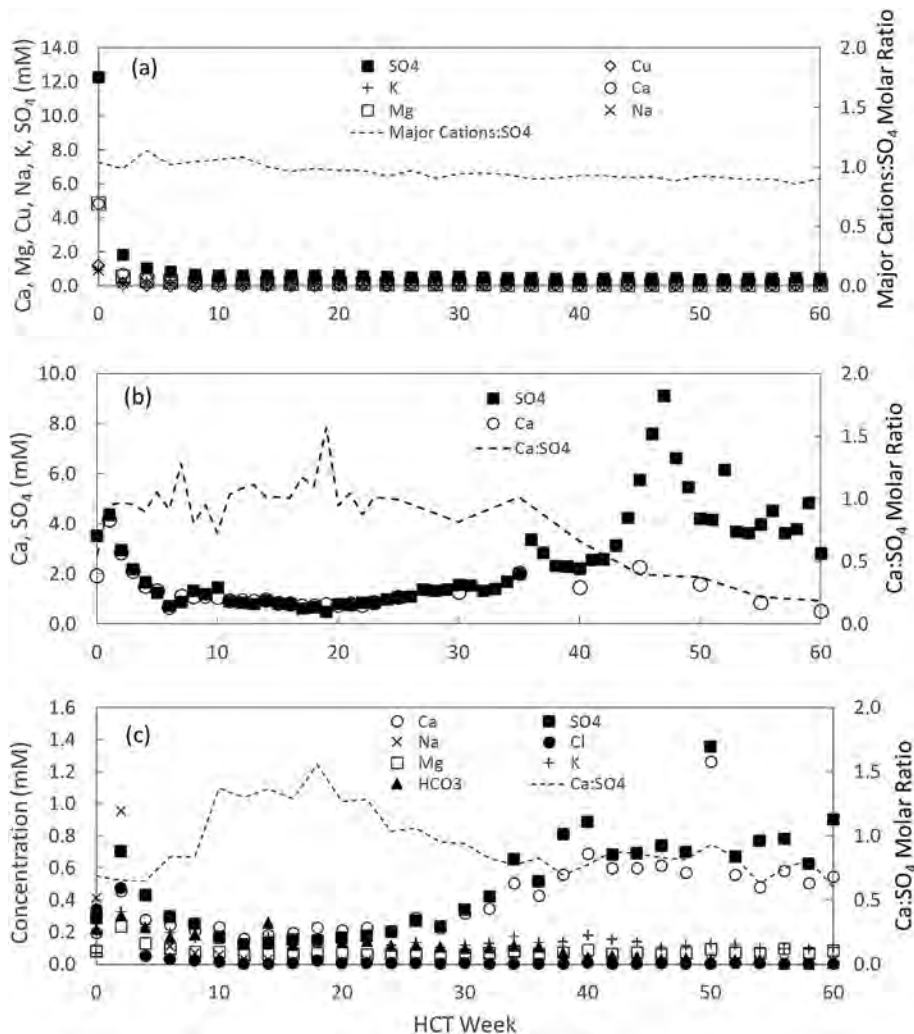 (a)
Ca, Mg, Cu, Na, K, SO₄ (mM)
14.0
12.0
10.0
8.0
6.0
4.0
2.0
0.0
SO4 Cu
K Ca
Mg Na
Major Cations:SO4
2.0
1.5
1.0
0.5
0.0
Major Cations:SO₄ Molar Ratio
0 10 20 30 40 50 60
(b)
Ca, SO₄ (mM)
10.0
8.0
6.0
4.0
2.0
0.0
SO4
Ca
Ca:SO4
2.0
1.5
1.0
0.5
0.0
Ca:SO₄ Molar Ratio
0 10 20 30 40 50 60
(c)
Concentration (mM)
1.6
1.4
1.2
1.0
0.8
0.6
0.4
0.2
0.0
Ca SO4
Na Cl
Mg K
HCO3 Ca:SO4
2.0
1.5
1.0
0.5
0.0
Ca:SO₄ Molar Ratio
0 10 20 30 40 50 60
HCT Week